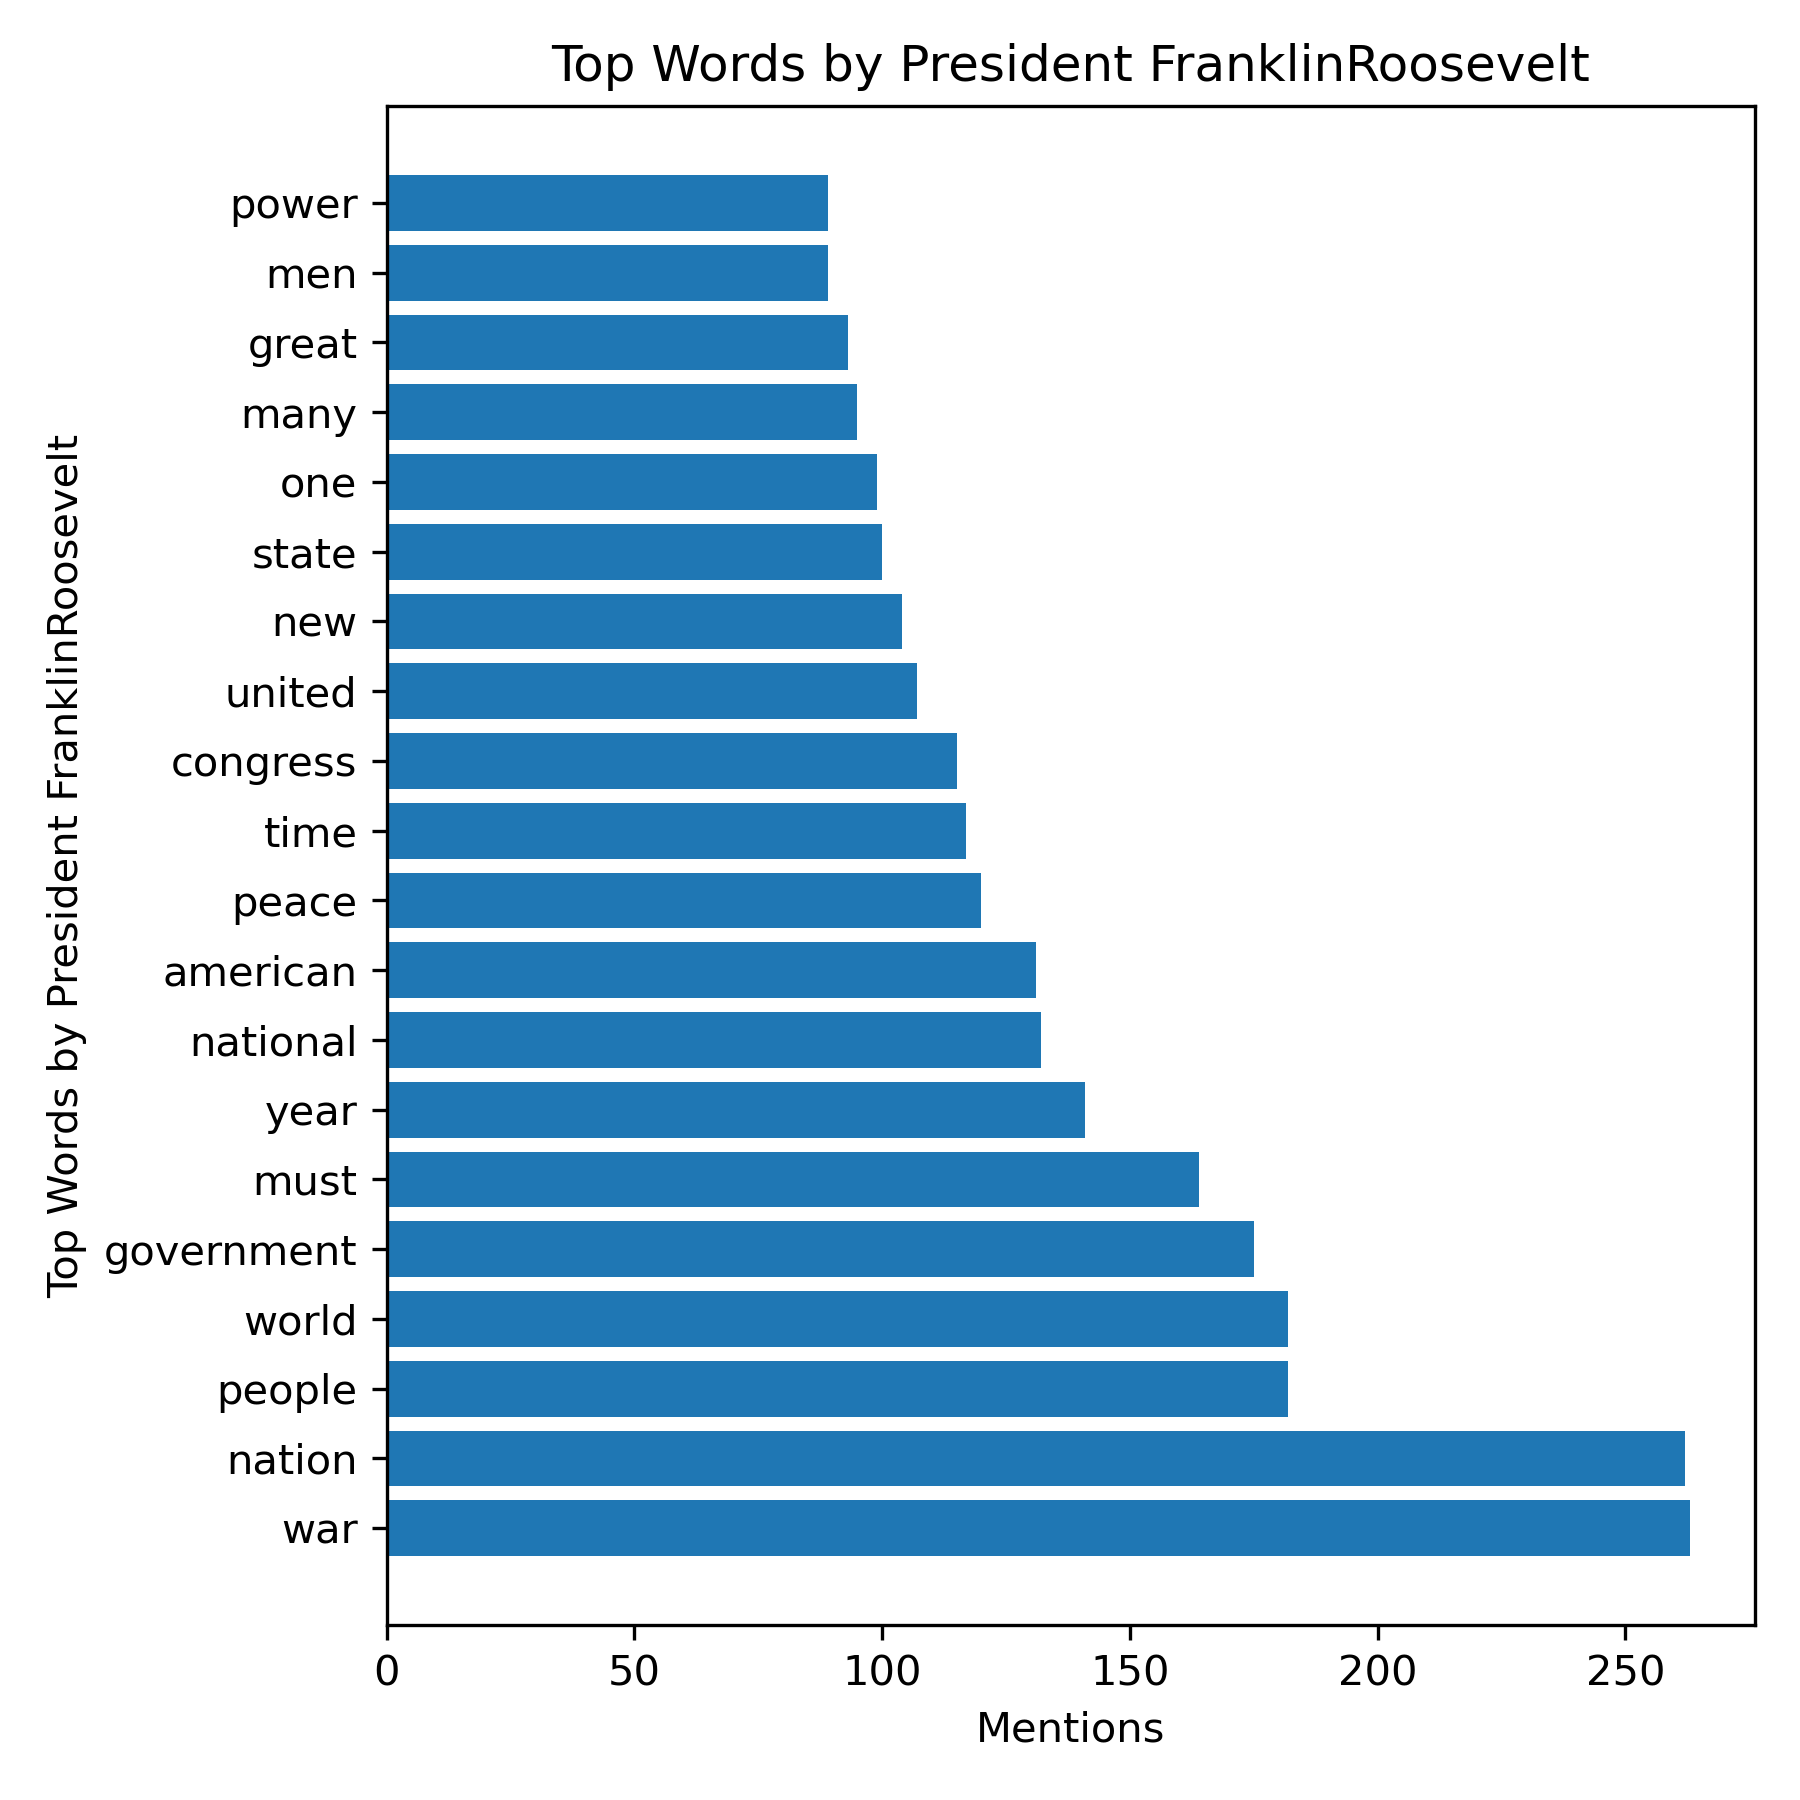 Top Words by President FranklinRoosevelt
Top Words by President FranklinRoosevelt
power
men
great
many
one
state
new
united
congress
time
peace
american
national
year
must
government
world
people
nation
war
0 50 100 150 200 250
Mentions